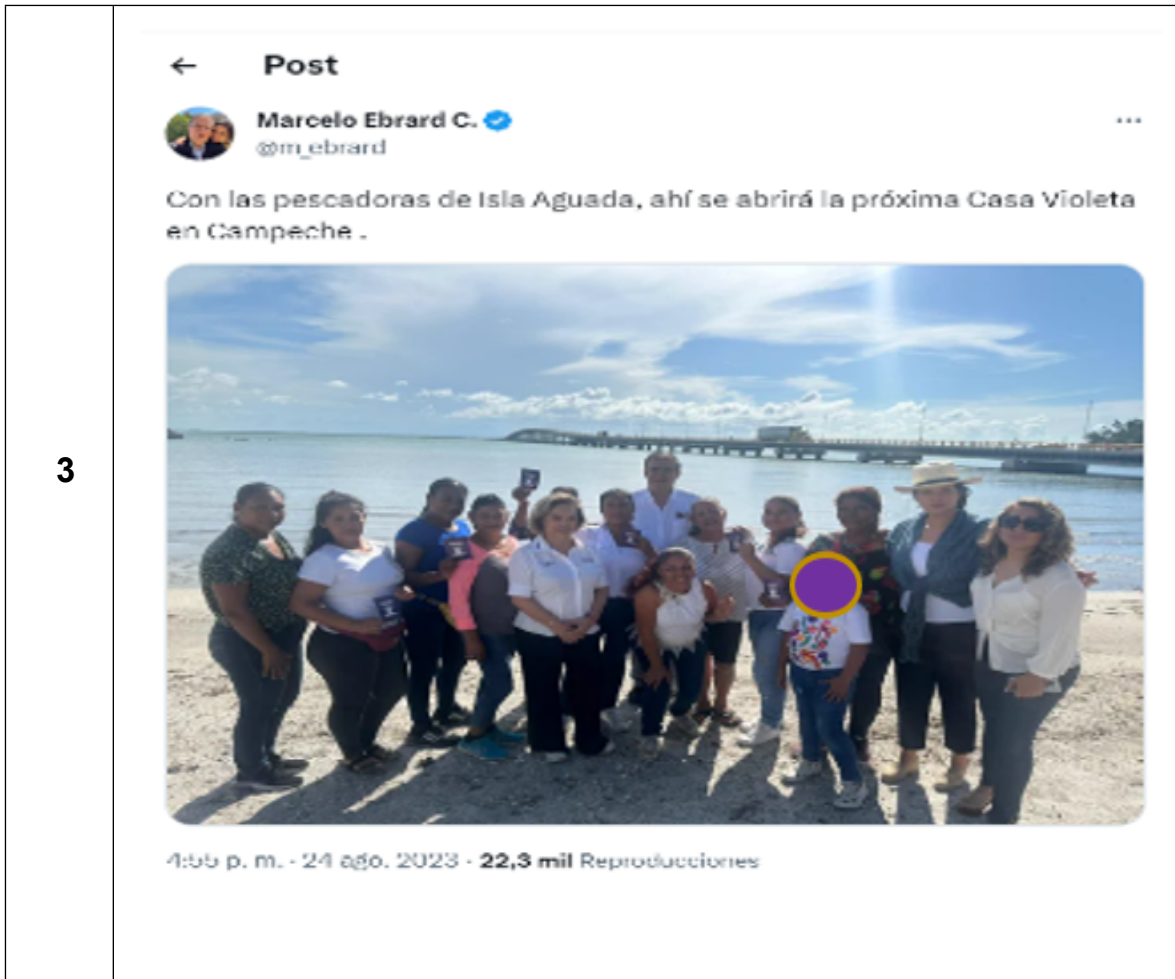 3
← Post
Marcelo Ebrard C.
@m_ebrard
...
Con las pescadoras de Isla Aguada, ahí se abrirá la próxima Casa Violeta
en Campeche .
4:55 p. m. · 24 ago. 2023 · 22,3 mil Reproducciones